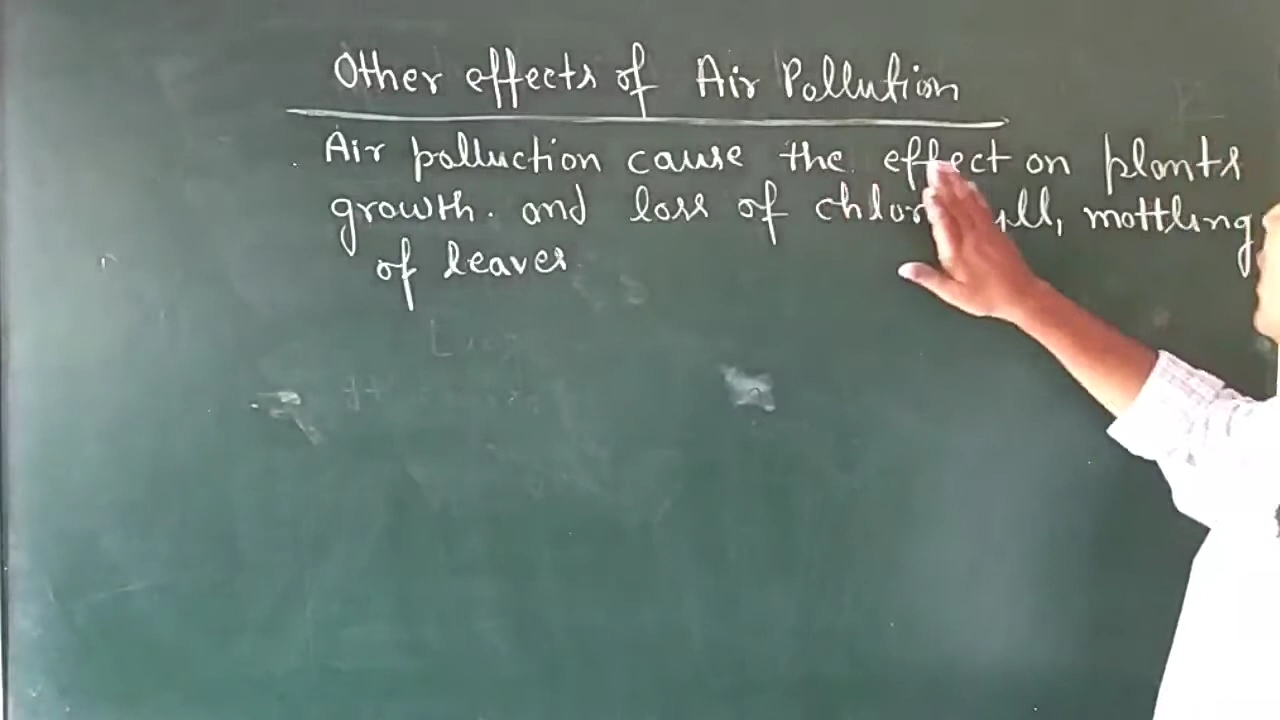 Other effects of Air Pollution
Air polluction cause the effect on plants
growth. and loss of mottling
of leaves